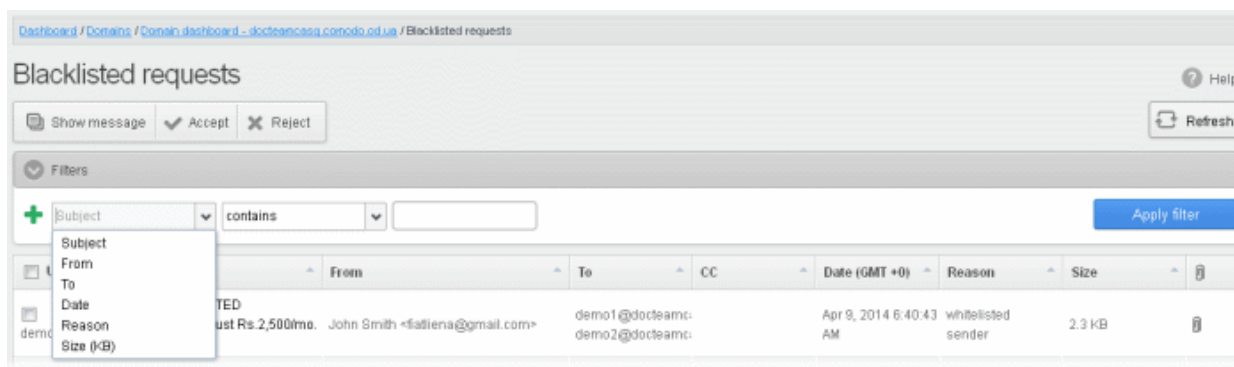 Dashboard / Domains / Domain dashboard - docteamcasg.comodo.od.ua / Blacklisted requests
Blacklisted requests
Help
Show message Accept Reject
Refresh
Filters
Subject contains
Apply filter
Subject
From
To
Date
Reason
Size (KB)
U From To CC Date (GMT +0) Reason Size
TED
ust Rs.2,500/mo.
demo
John Smith <fiatliena@gmail.com>
demo1@docteamc
demo2@docteamc
Apr 9, 2014 6:40:43
AM
whitelisted
sender
2.3 KB